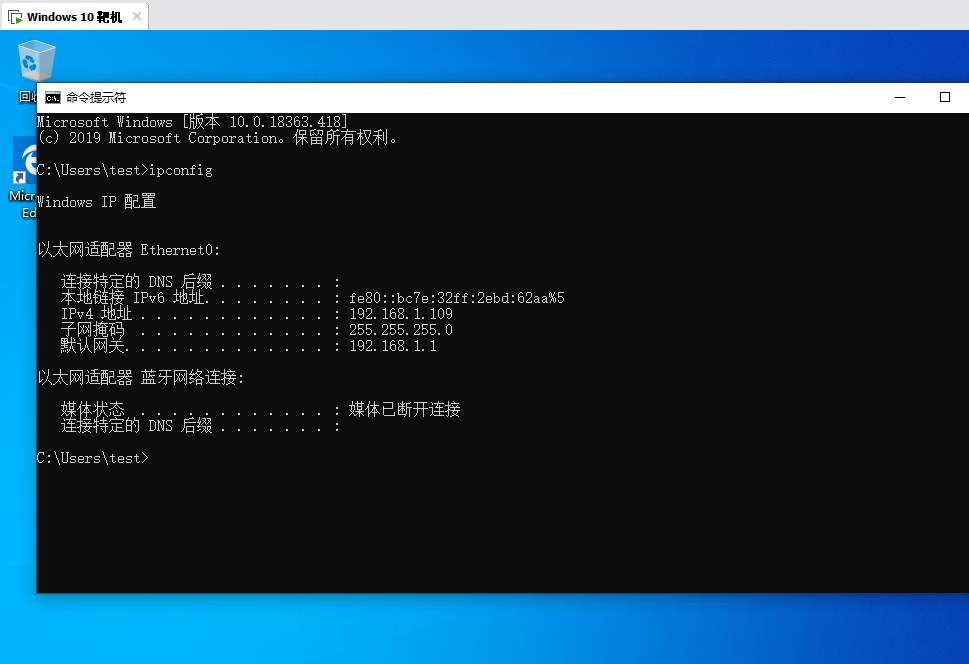 Windows 10 靶机
回收
命令提示符
Microsoft Windows [版本 10.0.18363.418]
(c) 2019 Microsoft Corporation。保留所有权利。
C:\Users\test>ipconfig
Micr
Ed
Windows IP 配置
以太网适配器 Ethernet0:
连接特定的 DNS 后缀 . . . . . . . :
本地链接 IPv6 地址. . . . . . . . : fe80::bc7e:32ff:2ebd:62aa%5
IPv4 地址 . . . . . . . . . . . . : 192.168.1.109
子网掩码  . . . . . . . . . . . . : 255.255.255.0
默认网关. . . . . . . . . . . . . : 192.168.1.1
以太网适配器 蓝牙网络连接:
媒体状态  . . . . . . . . . . . . : 媒体已断开连接
连接特定的 DNS 后缀 . . . . . . . :
C:\Users\test>